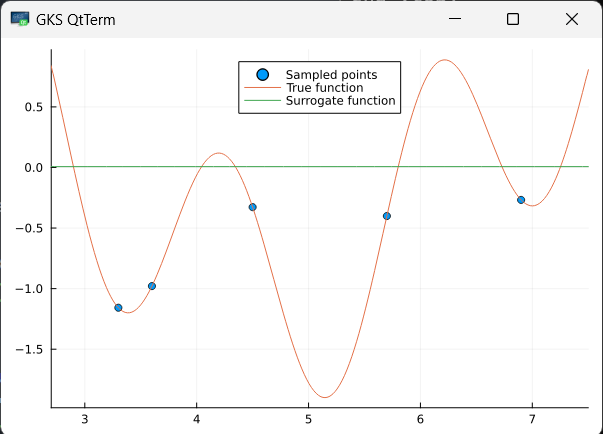 GKS QtTerm
Sampled points
True function
Surrogate function
0.5
0.0
−0.5
−1.0
−1.5
3 4 5 6 7